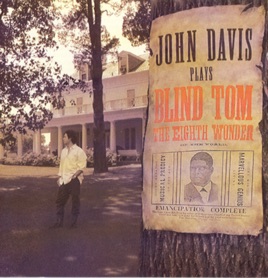 JOHN DAVIS
PLAYS
BLIND TOM
THE EIGHTH WONDER
OF THE WORLD
MUSICAL PRODIGY
MARVELLOUS GENIUS
EMANCIPATION COMPLETE